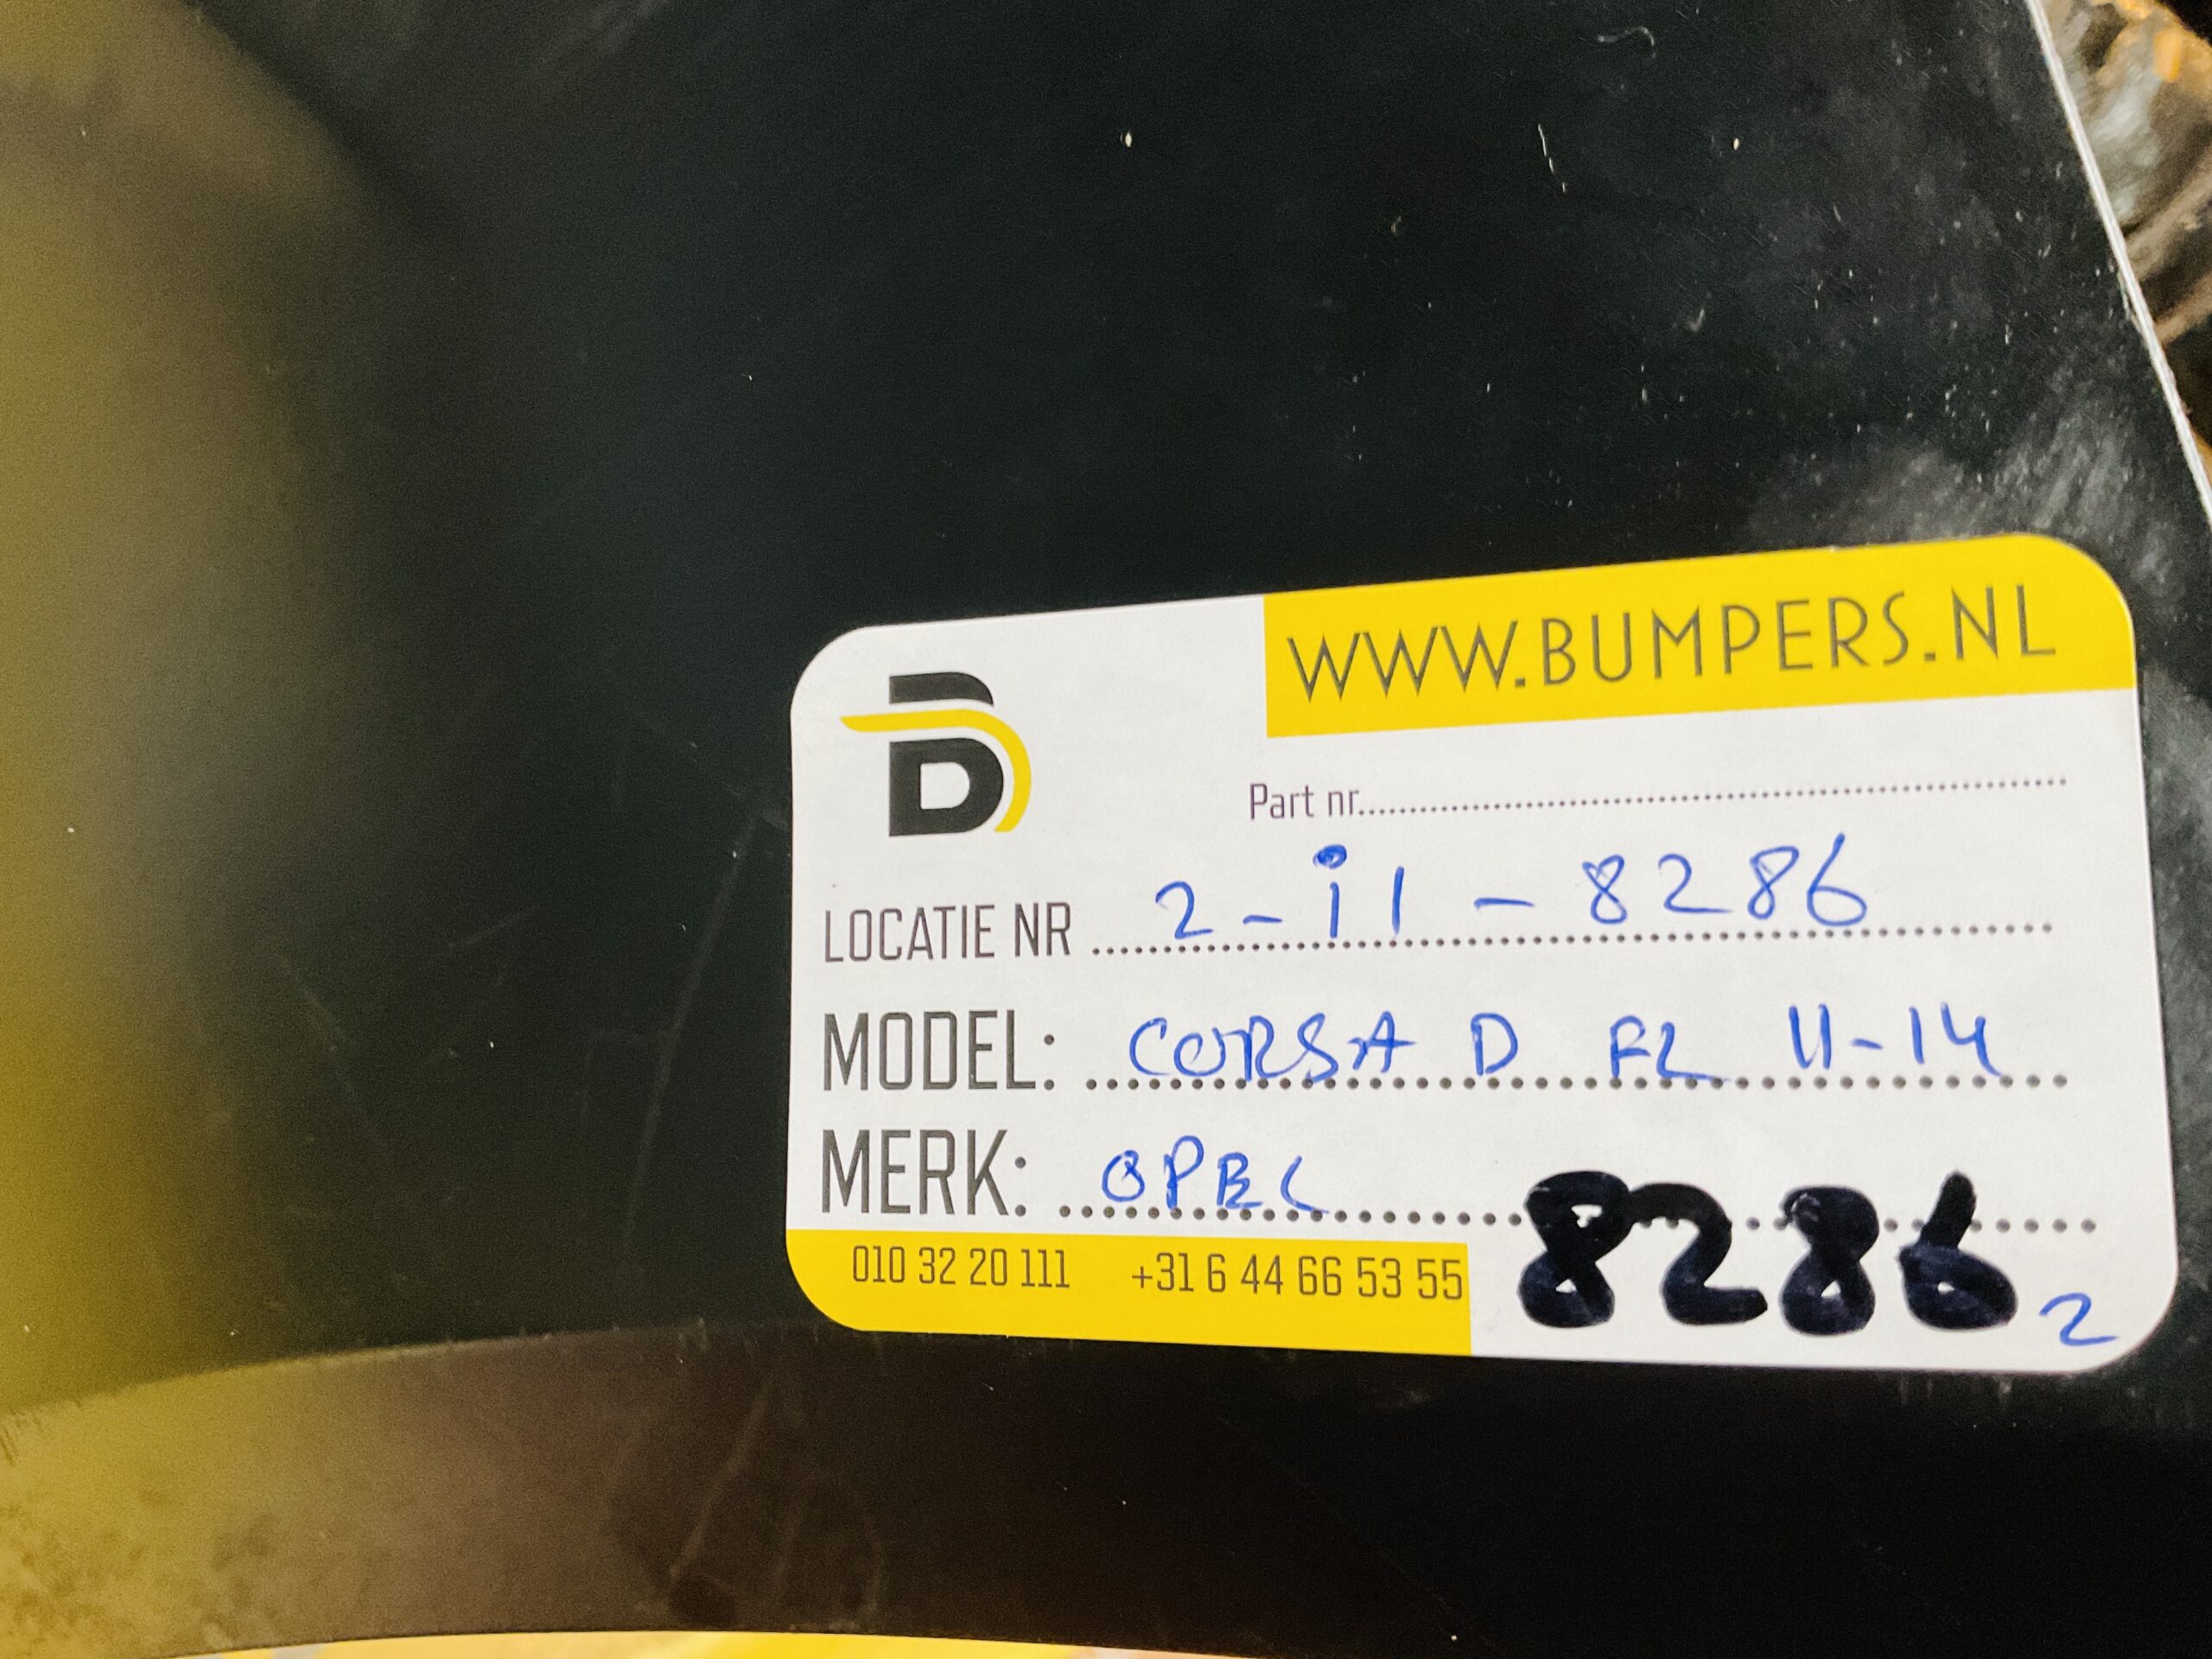 WWW.BUMPERS.NL
B
Part nr.
LOCATIE NR 2-i1-8286
MODEL: CORSA D FL 11-14
MERK: OPEL
010 32 20 111 +31 6 44 66 53 55
8286
2